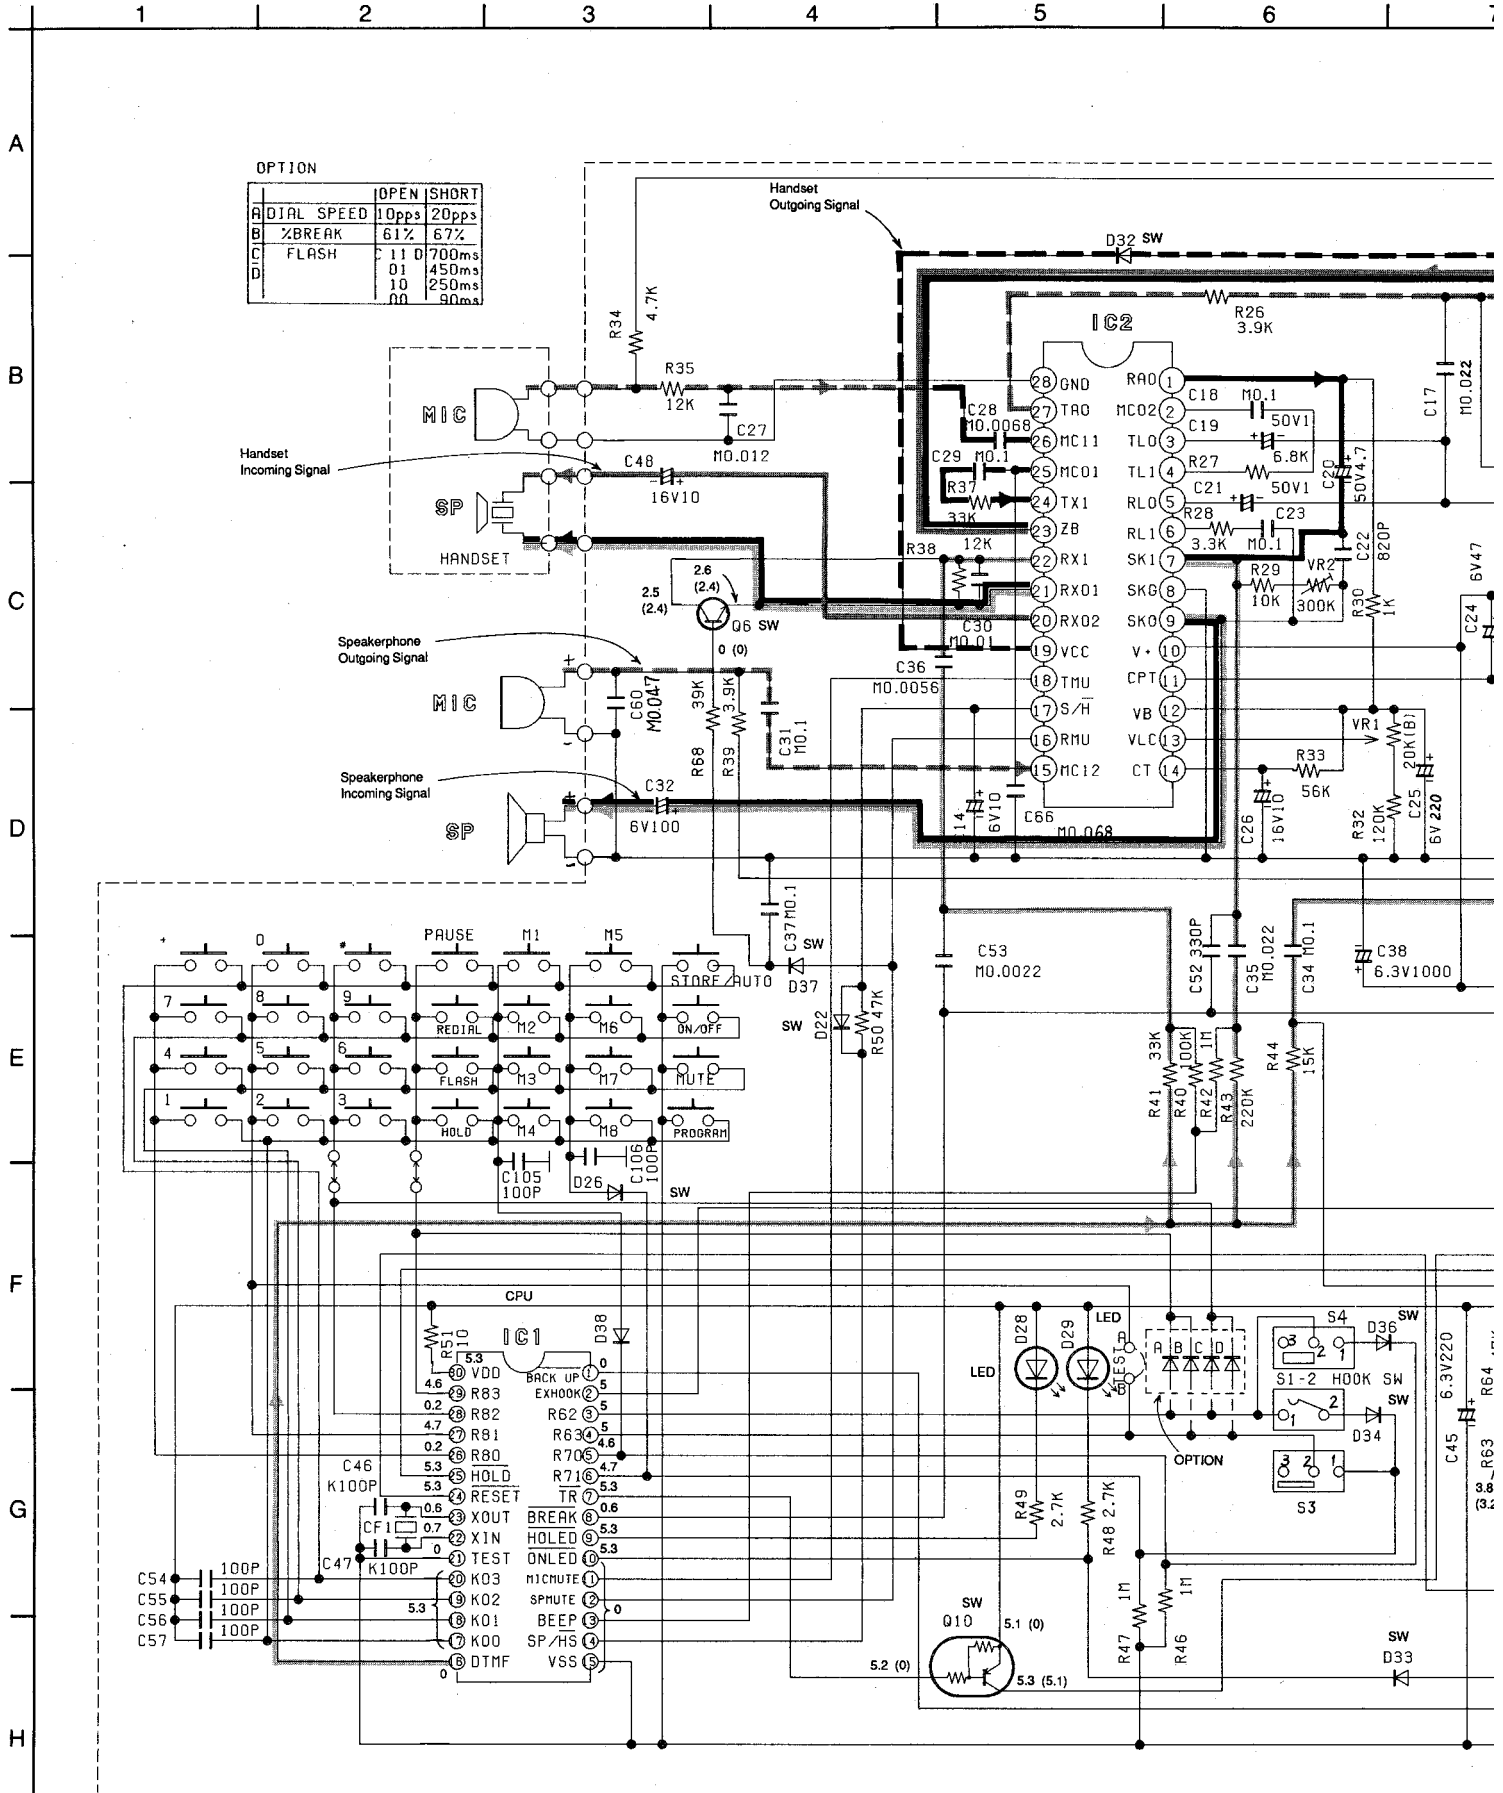 1 2 3 4 5 6 7
A
OPTION
OPEN SHORT
A DIAL SPEED 10pps 20pps
B %BREAK 61% 67%
C FLASH C 11 D 700ms
D 01 450ms
10 250ms
00 90ms
Handset
Outgoing Signal
D32 SW
R34 4.7K
R26
3.9K
IC2
B
MIC
R35
12K
C27
M0.012
C28
M0.0068
C29 M0.1
R37
33K
28 GND
27 TAO
26 MC11
25 MC01
24 TX1
23 ZB
22 RX1
21 RX01
20 RX02
19 VCC
18 TMU
17 S/H
16 RMU
15 MC12
RAO 1
MC02 2
TLO 3
TL1 4
RLO 5
RL1 6
SK1 7
SKG 8
SKO 9
V+ 10
CPT 11
VB 12
VLC 13
CT 14
C18 M0.1
50V1
C19
6.8K
R27
50V1
C21
R28
3.3K
C23
M0.1
C20
50V4.7
C22
820P
C17
M0.022
6V47
C24
R29
10K
VR2
300K
R30
1K
Handset
Incoming Signal
C48
16V10
SP
HANDSET
R38
12K
C
2.6
(2.4)
2.5
(2.4)
Q6 SW
0 (0)
C30
M0.01
C36
M0.0056
Speakerphone
Outgoing Signal
MIC
C60
M0.047
39K
R68
3.9K
R39
C31
M0.1
VR1
20K(B)
R33
56K
Speakerphone
Incoming Signal
C32
6V100
SP
D
C14
6V10
C66
M0.068
C26
16V10
R32
120K
C25
6V 220
C37 M0.1
SW
D37
C53
M0.0022
C52 330P
C35
M0.022
C34 M0.1
C38
6.3V1000
0 # PAUSE M1 M5
STORE/AUTO
7 8 9 REDIAL M2 M6 ON/OFF
E
4 5 6 FLASH M3 M7 MUTE
1 2 3 HOLD M4 M8 PROGRAM
SW
D22
R50 47K
33K
R41
100K
R40
1M
R42
R43
220K
R44
15K
C105
100P
D26
C106
100P
SW
F
CPU
IC1
R51
10
D38
D28
LED
D29
LED
TEST
A
B
A B C D
OPTION
S4
3 2 1
SW
D36
S1-2 HOOK SW
SW
1 2
D34
3 2 1
S3
6.3V220
C45
R64
R63
5.3
30 VDD
4.6
29 R83
0.2
28 R82
4.7
27 R81
0.2
26 R80
5.3
25 HOLD
5.3
24 RESET
0.6
23 XOUT
0.7
22 XIN
0
21 TEST
20 K03
19 K02
18 K01
17 K00
5.3
16 DTMF
0
BACK UP 1
0
EXHOOK 2
5
R62 3
5
R63 4
5
R70 5
4.6
R71 6
4.7
TR 7
5.3
BREAK 8
0.6
HOLED 9
5.3
ONLED 10
5.3
MICMUTE 11
SPMUTE 12
BEEP 13
SP/HS 14
VSS 15
0
G
C46
K100P
CF1
C47
K100P
C54 100P
C55 100P
C56 100P
C57 100P
R49
2.7K
R48 2.7K
1M
R47
1M
R46
SW
Q10
5.1 (0)
5.2 (0)
5.3 (5.1)
SW
D33
3.8
H